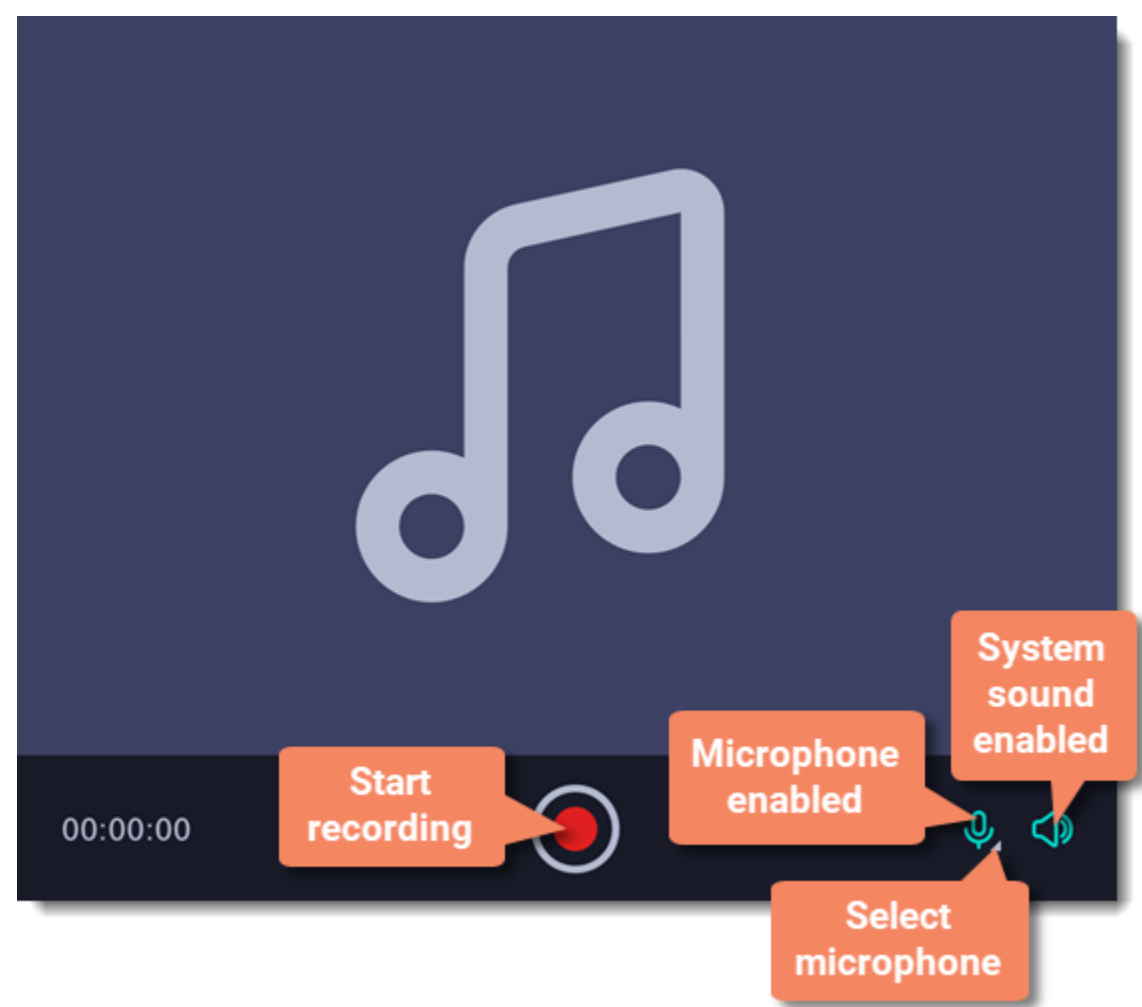 System
sound
enabled
Microphone
enabled
Start
recording
00:00:00
Select
microphone